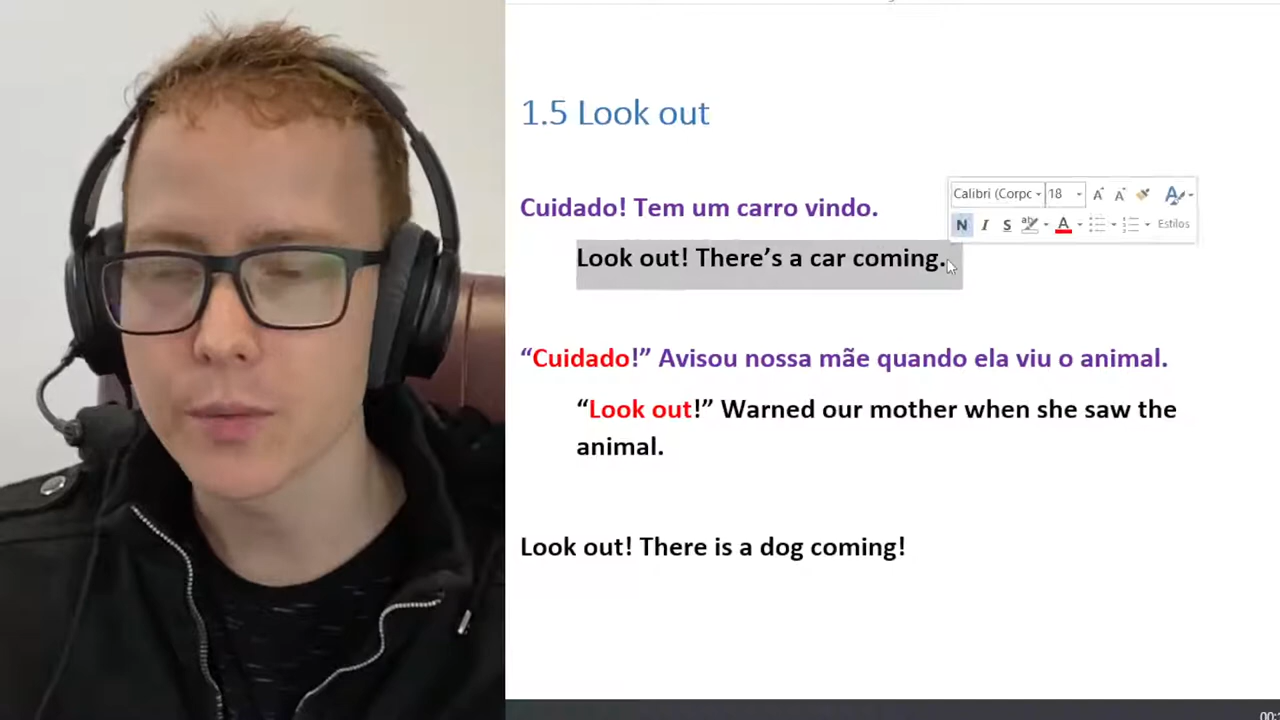 1.5 Look out
Cuidado! Tem um carro vindo.
Calibri (Corpc 18 A A A
N I S ab A Estilos
Look out! There’s a car coming.
“Cuidado!” Avisou nossa mãe quando ela viu o animal.
“Look out!” Warned our mother when she saw the
animal.
Look out! There is a dog coming!